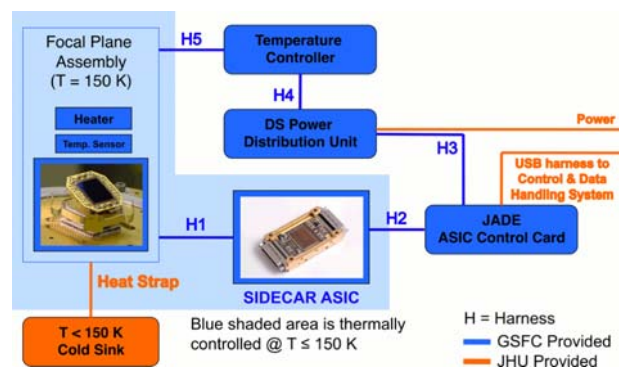 Focal Plane
Assembly
(T = 150 K)
Heater
Temp. Sensor
H5
Temperature
Controller
H4
DS Power
Distribution Unit
Power
H3
USB harness to
Control & Data
Handling System
H1
H2
JADE
ASIC Control Card
SIDECAR ASIC
Heat Strap
T < 150 K
Cold Sink
Blue shaded area is thermally
controlled @ T ≤ 150 K
H = Harness
GSFC Provided
JHU Provided